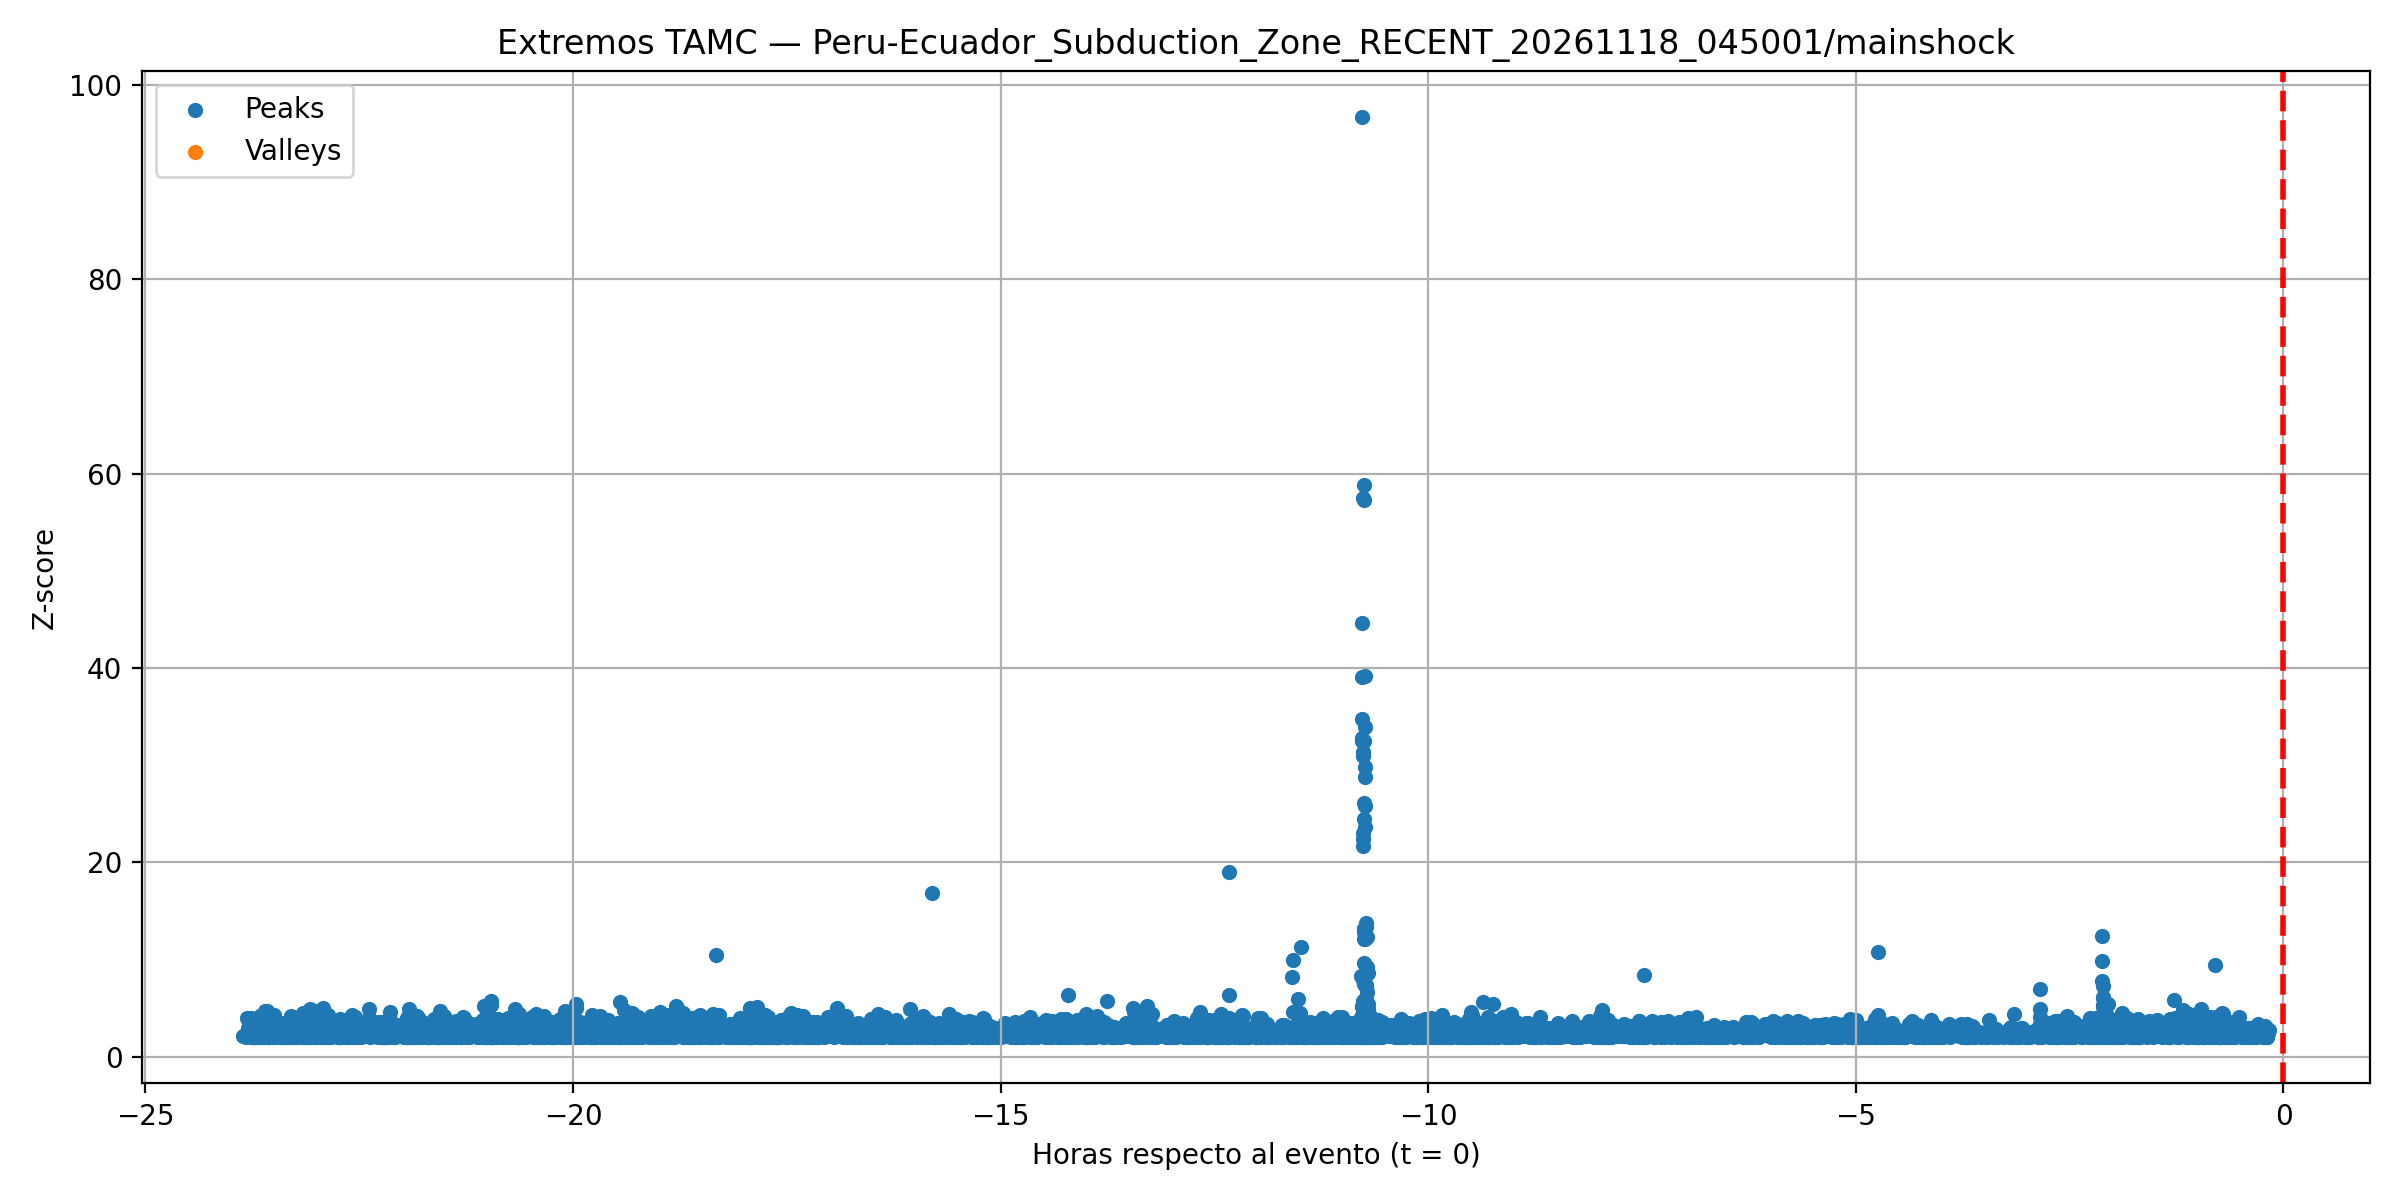 Extremos TAMC — Peru-Ecuador_Subduction_Zone_RECENT_20261118_045001/mainshock
100
80
60
40
20
0
Z-score
Peaks
Valleys
−25
−20
−15
−10
−5
0
Horas respecto al evento (t = 0)